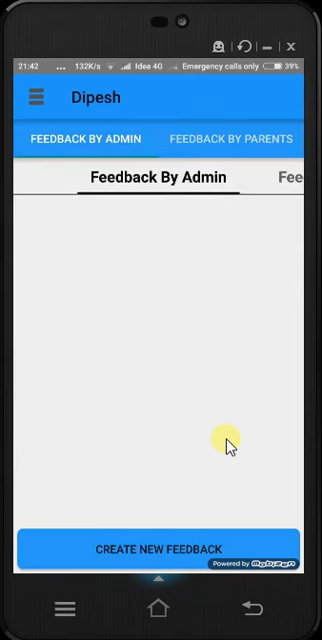 21:42 ... 132K/s Idea 4G Emergency calls only 39%
Dipesh
FEEDBACK BY ADMIN FEEDBACK BY PARENTS
Feedback By Admin Fee
CREATE NEW FEEDBACK
Powered by Mobizen